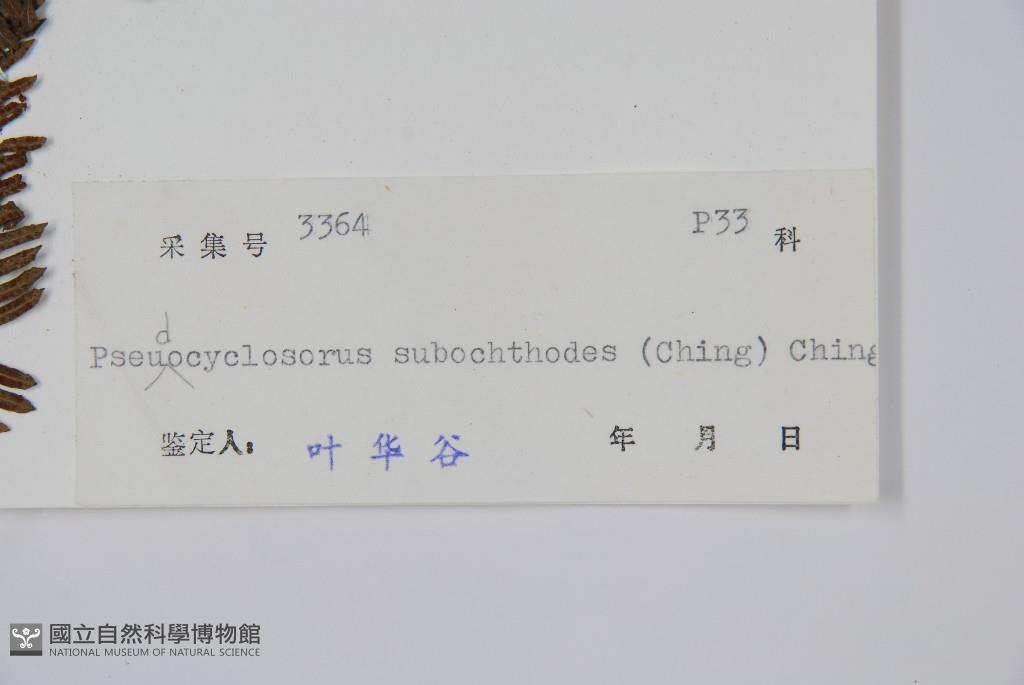 采集号 3364 P33 科
d
Pseuocyclosorus subochthodes (Ching) Ching
鉴定人: 叶华谷 年 月 日
國立自然科學博物館
NATIONAL MUSEUM OF NATURAL SCIENCE